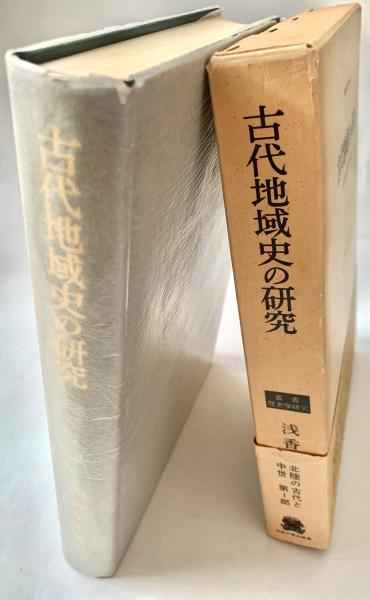 古代地域史の研究
古代地域史の研究
叢書
歴史学研究
浅香
北陸の古代と
中世 第Ⅰ部